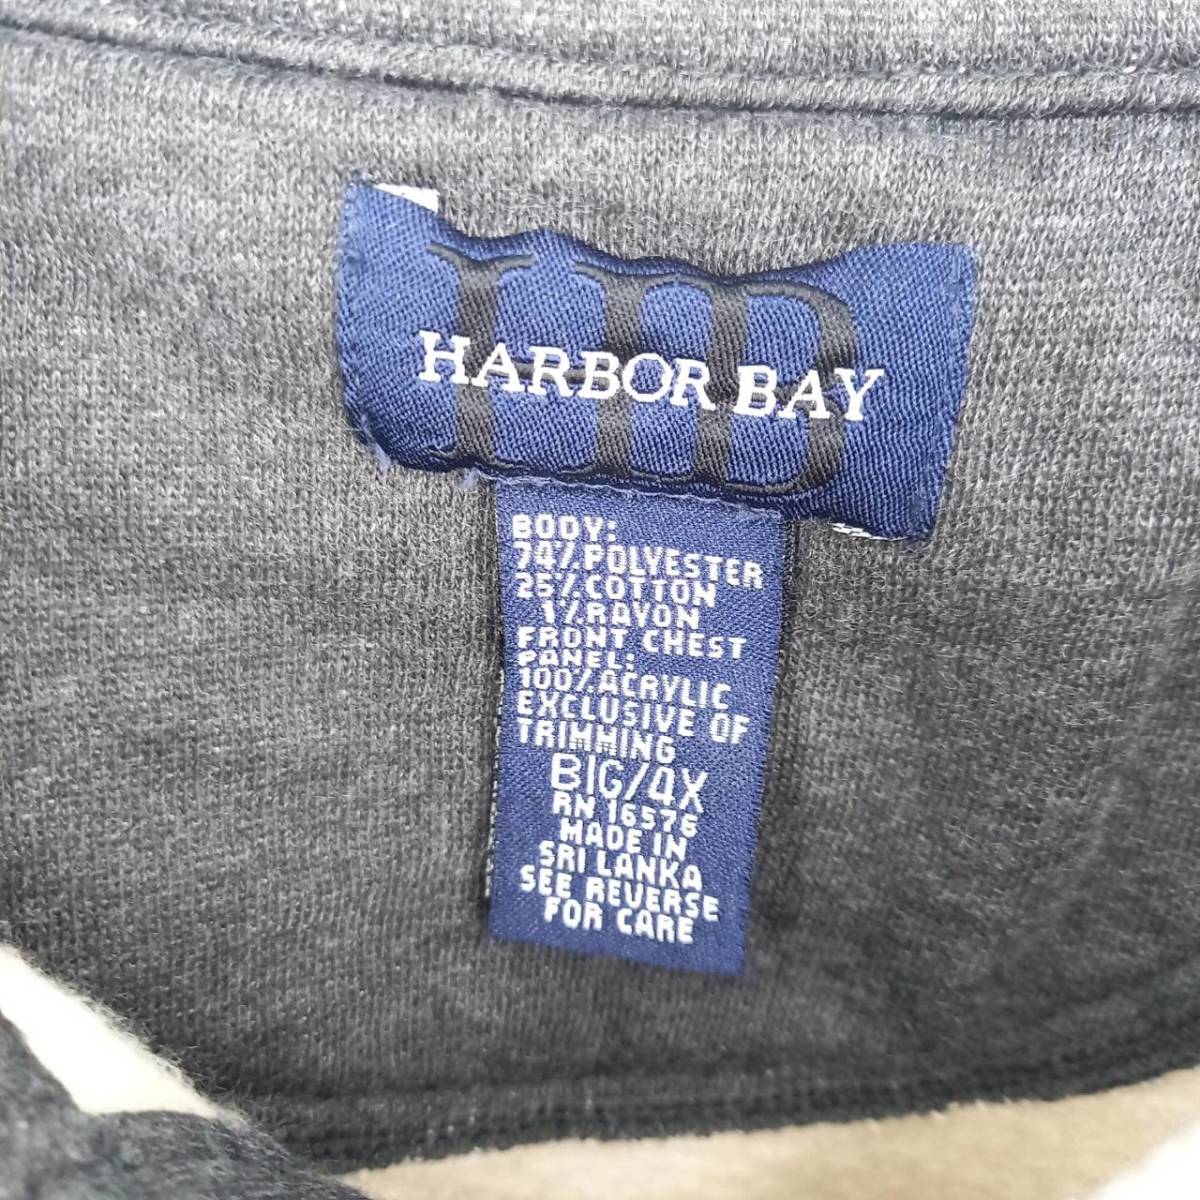 HB
HARBOR BAY
BODY:
74% POLYESTER
25% COTTON
1% RAYON
FRONT CHEST
PANEL:
100% ACRYLIC
EXCLUSIVE OF
TRIMMING
BIG/4X
RN 16576
MADE IN
SRI LANKA
SEE REVERSE
FOR CARE